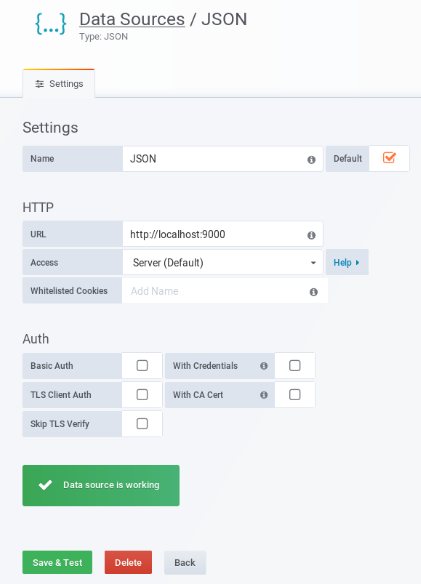 {...} Data Sources / JSON
Type: JSON
Settings
Settings
Name JSON Default
HTTP
URL http://localhost:9000
Access Server (Default) Help
Whitelisted Cookies Add Name
Auth
Basic Auth With Credentials
TLS Client Auth With CA Cert
Skip TLS Verify
Data source is working
Save & Test Delete Back